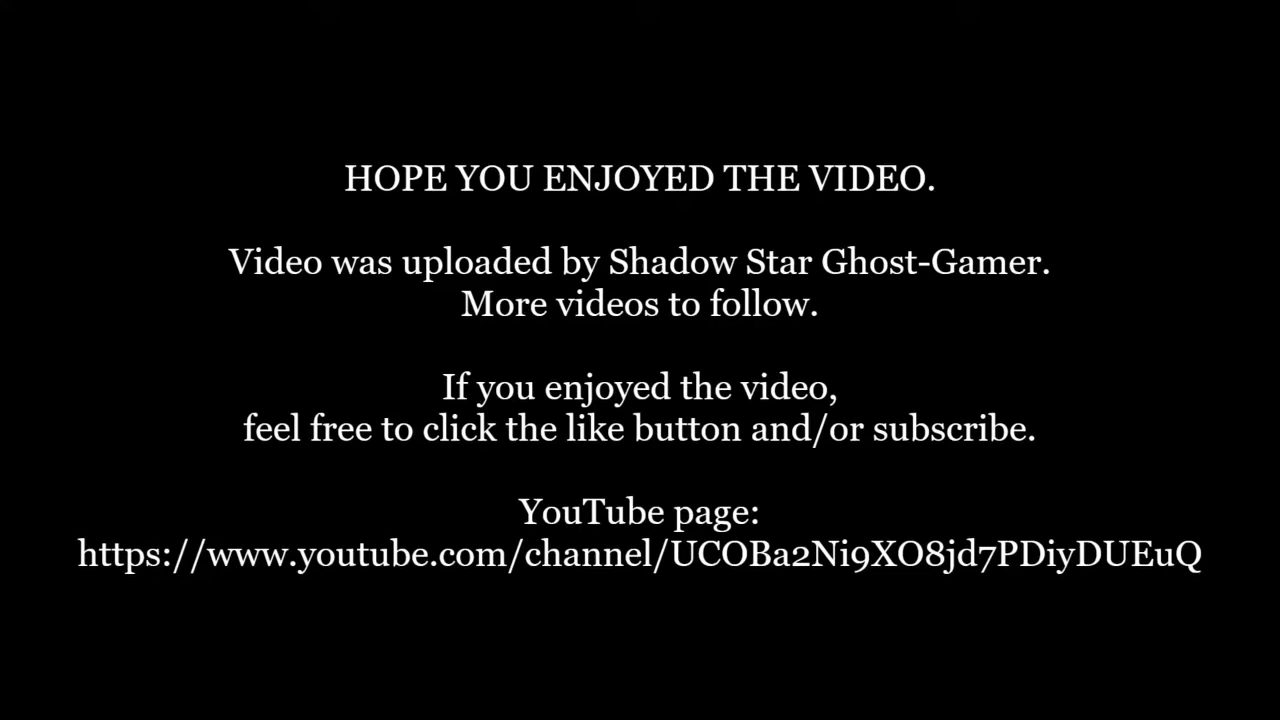 HOPE YOU ENJOYED THE VIDEO.
Video was uploaded by Shadow Star Ghost-Gamer.
More videos to follow.
If you enjoyed the video,
feel free to click the like button and/or subscribe.
YouTube page:
https://www.youtube.com/channel/UCOBa2Ni9XO8jd7PDiyDUEuQ